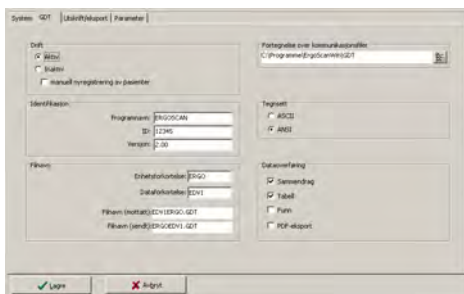 System GDT Utskrift/eksport Parameter
Drift
Aktiv
Inaktiv
manuell nyregistrering av pasienter
Fortegnelse over kommunikasjonsfiler
C:\Programme\ErgoScanWin\GDT
Identifikasjon
Programnavn: ERGOSCAN
ID: 12345
Versjon: 2.00
Tegnsett
ASCII
ANSI
Filnavn
Enhetsforkortelse: ERGO
Dataforkortelse: EDV1
Filnavn (mottatt): EDV1ERGO.GDT
Filnavn (sendt): ERGOEDV1.GDT
Dataoverføring
Sammendrag
Tabell
Funn
PDF-eksport
Lagre
Avbryt